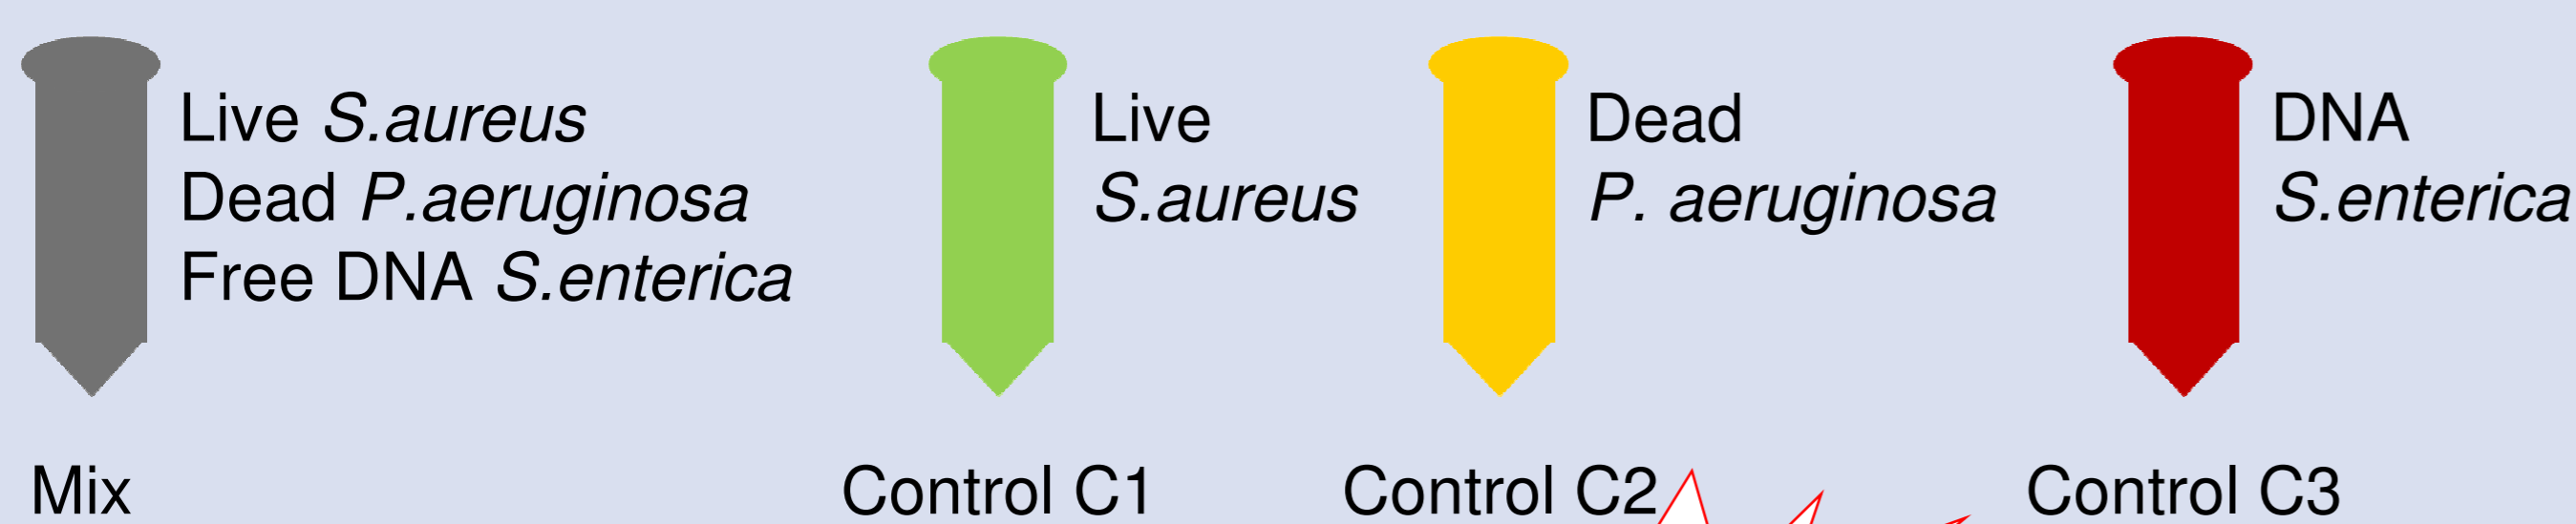 Live S.aureus
Dead P.aeruginosa
Free DNA S.enterica
Mix
Live
S.aureus
Control C1
Dead
P. aeruginosa
Control C2
DNA
S.enterica
Control C3